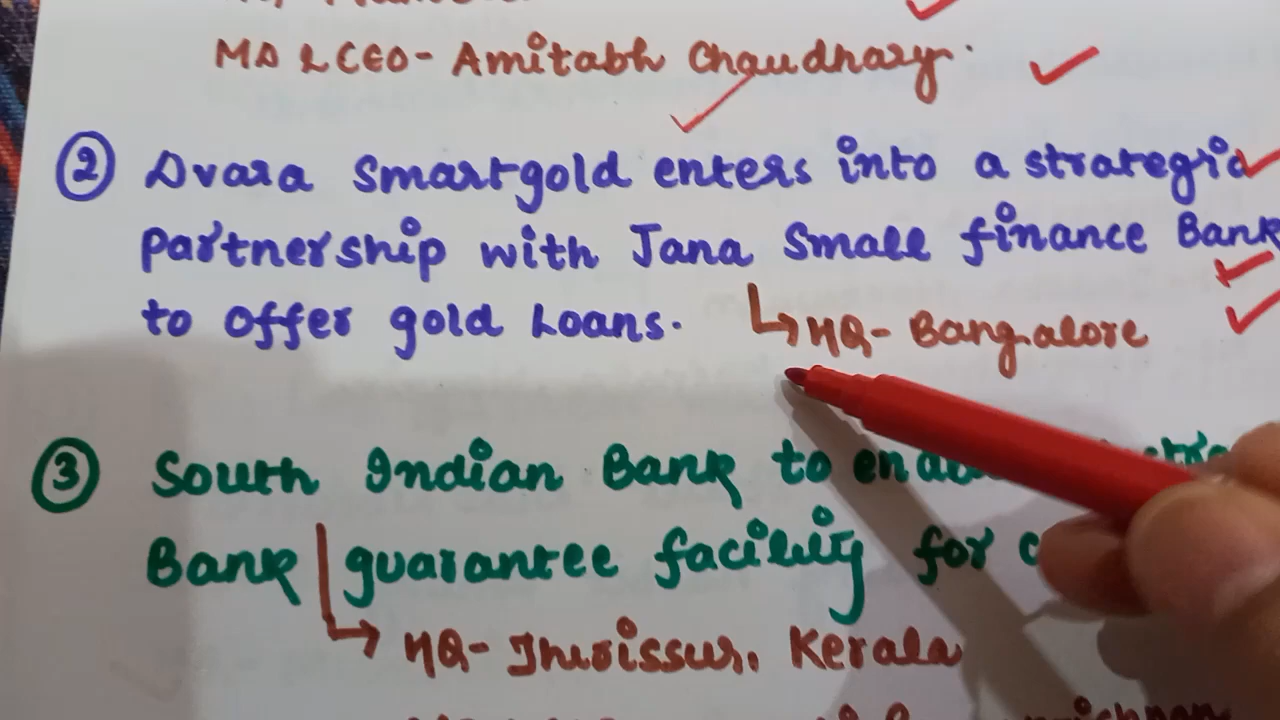 MD & CEO- Amitabh Chaudhary.
② Dvara Smartgold enters into a strategic
partnership with Jana Small finance Bank
to offer gold Loans.
↳ HQ- Bangalore
③ South Indian Bank to
Bank guarantee facility for
↳ HQ- Thrissur, Kerala